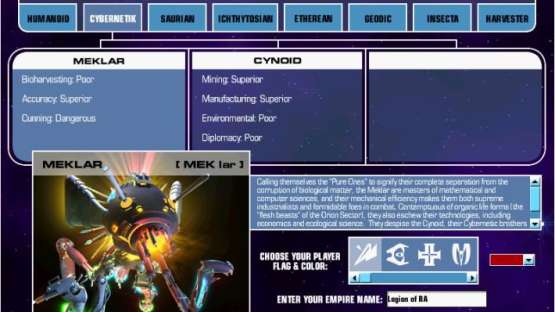 HUMANOID CYBERNETIK SAURIAN ICHTHYTOSIAN ETHEREAN GEODIC INSECTA HARVESTER
MEKLAR
Bioharvesting: Poor
Accuracy: Superior
Cunning: Dangerous
CYNOID
Mining: Superior
Manufacturing: Superior
Environmental: Poor
Diplomacy: Poor
MEKLAR [ MEK lar ]
Calling themselves the "Pure Ones" to signify their complete separation from the
corruption of biological matter, the Meklar are masters of mathematical and
computer sciences, and their mechanical efficiency makes them both supreme
industrialists and formidable foes in combat. Contemptuous of organic life forms ( the
"flesh beasts" of the Orion Sector), they also eschew their technologies, including
economics and ecological science. They despise the Cynoid, their Cybernetic brothers
CHOOSE YOUR PLAYER
FLAG & COLOR:
ENTER YOUR EMPIRE NAME: Legion of RA